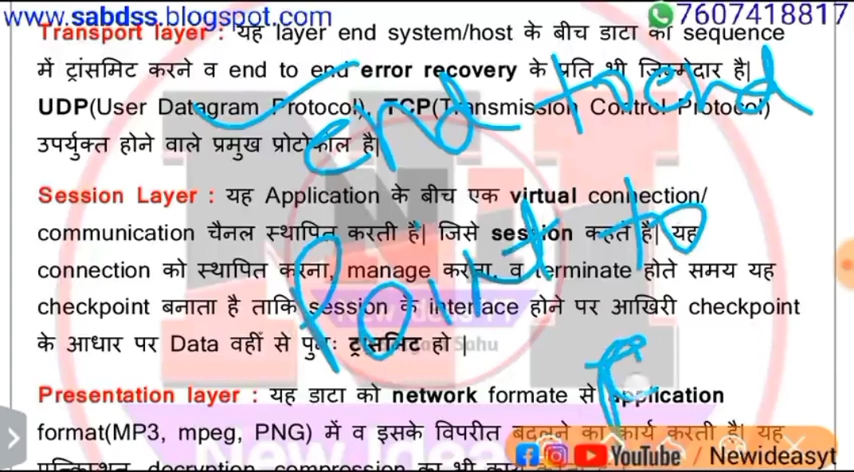 www.sabdss.blogspot.com/ 7607418817
Transport layer : यह layer end system/host के बीच डाटा को sequence
में ट्रांसमिट करने व end to end error recovery के प्रति भी जिम्मेदार है|
UDP(User Datagram Protocol), TCP(Transmission Control Protocol)
उपर्युक्त होने वाले प्रमुख प्रोटोकॉल है|
end to end
Session Layer : यह Application के बीच एक virtual connection/
communication चैनल स्थापित करती है| जिसे session कहते है| यह
Point to
connection को स्थापित करना, manage करना, व terminate होते समय यह
checkpoint बनाता है ताकि session के होने पर आखिरी checkpoint
के आधार पर Data वहीं से पुनः ट्रांसमिट हो |
P
Presentation layer : यह डाटा को network formate से application
format(MP3, mpeg, PNG) में व इसके विपरीत बदलने का कार्य करती है| यह
YouTube / Newideasyt
decryption, compression का भी कार्य